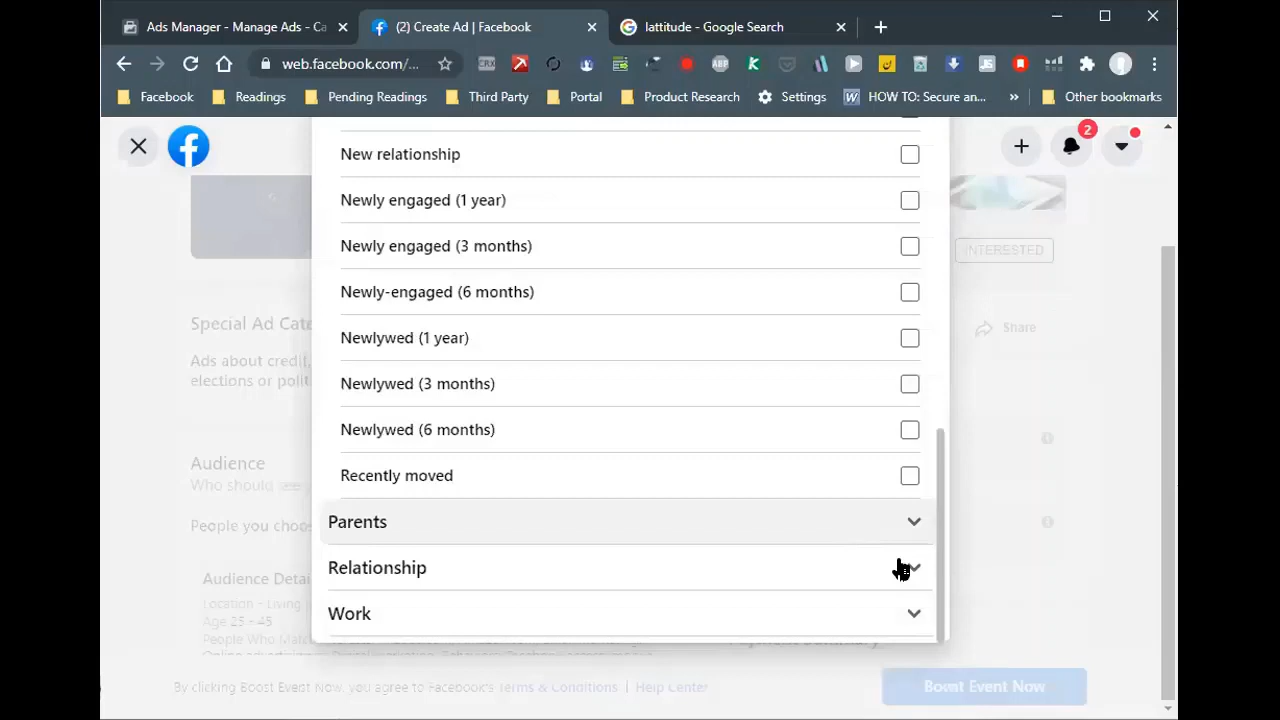 Ads Manager - Manage Ads - Ca
(2) Create Ad | Facebook
lattitude - Google Search
web.facebook.com/...
Facebook
Readings
Pending Readings
Third Party
Portal
Product Research
Settings
HOW TO: Secure an...
»
Other bookmarks
2
New relationship
Newly engaged (1 year)
Newly engaged (3 months)
INTERESTED
Newly-engaged (6 months)
Special Ad Cate
Share
Newlywed (1 year)
Ads about credit,
elections or polit
Newlywed (3 months)
Newlywed (6 months)
Audience
Who should see
Recently moved
People you choo
Parents
Relationship
Audience Detai
Location - Living
Age 25 - 45
Work
People Who Mat
By clicking Boost Event Now, you agree to Facebook's Terms & Conditions | Help Center
Boost Event Now